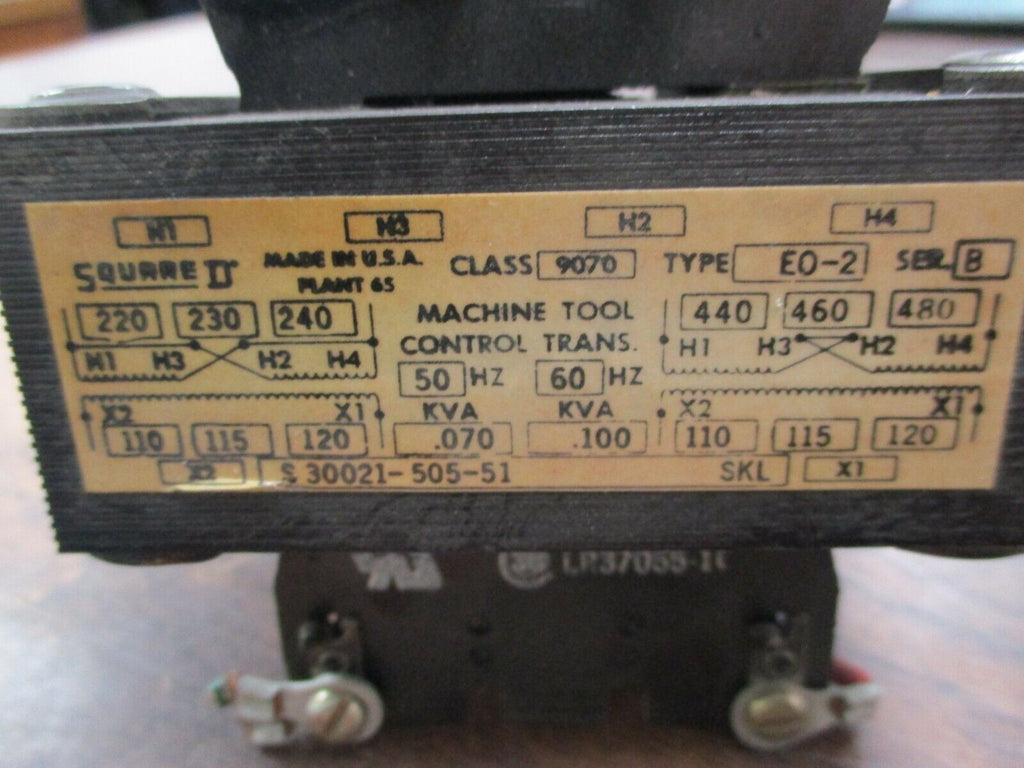 H1 H3 H2 H4
SQUARE D MADE IN U.S.A. CLASS 9070 TYPE EO-2 SER. B
PLANT 65
220 230 240 MACHINE TOOL 440 460 480
H1 H3 H2 H4 CONTROL TRANS. H1 H3 H2 H4
50 HZ 60 HZ
X2 X1 KVA KVA X2 X1
110 115 120 .070 .100 110 115 120
X2 S 30021-505-51 SKL X1